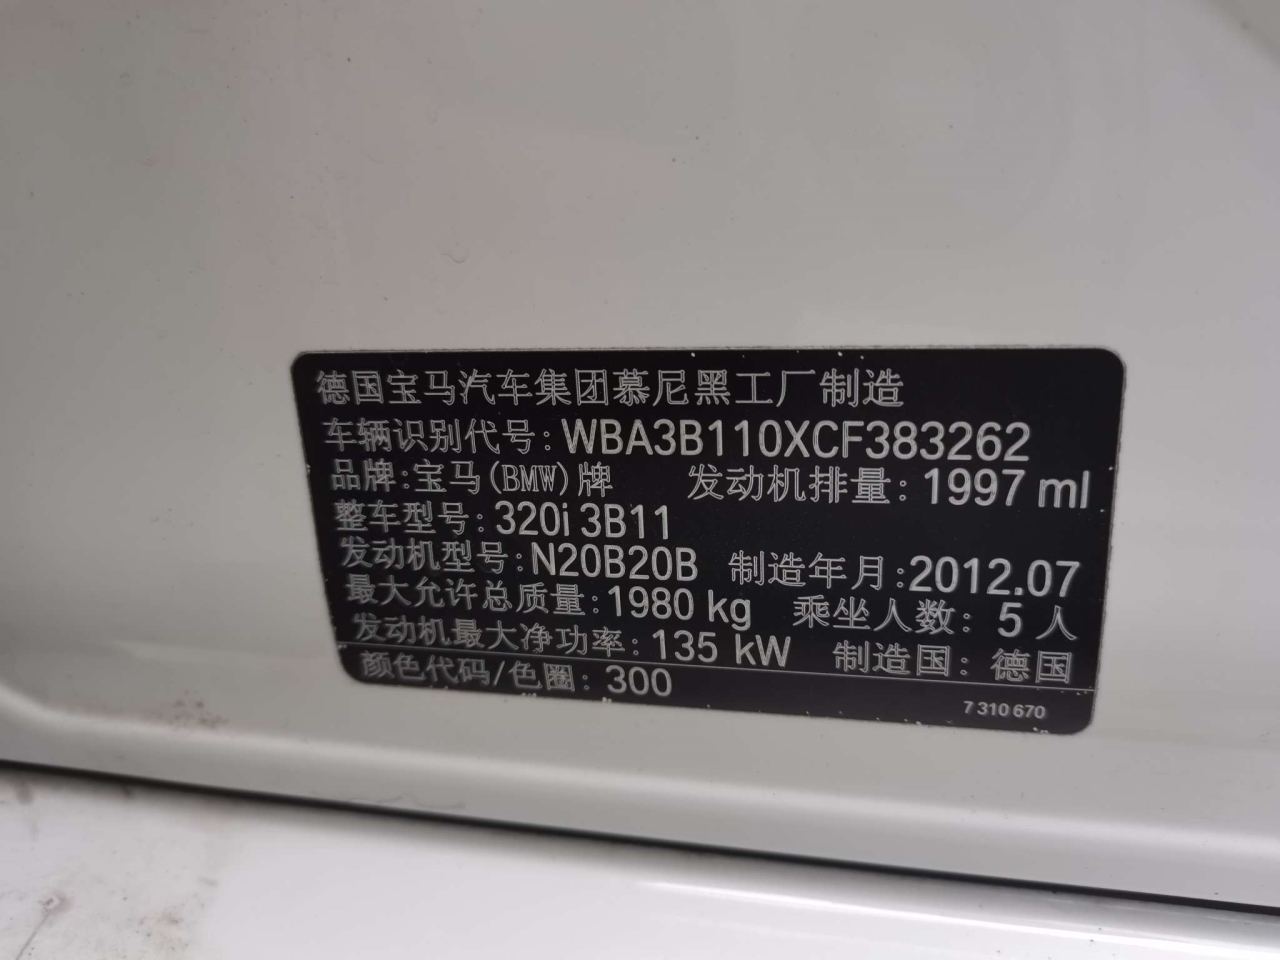 德国宝马汽车集团慕尼黑工厂制造
车辆识别代号: WBA3B110XCF383262
品牌: 宝马(BMW)牌 发动机排量: 1997 ml
整车型号: 320i 3B11
发动机型号: N20B20B 制造年月: 2012.07
最大允许总质量: 1980 kg 乘坐人数: 5 人
发动机最大净功率: 135 kW 制造国: 德国
颜色代码/色圈: 300
7 310 670